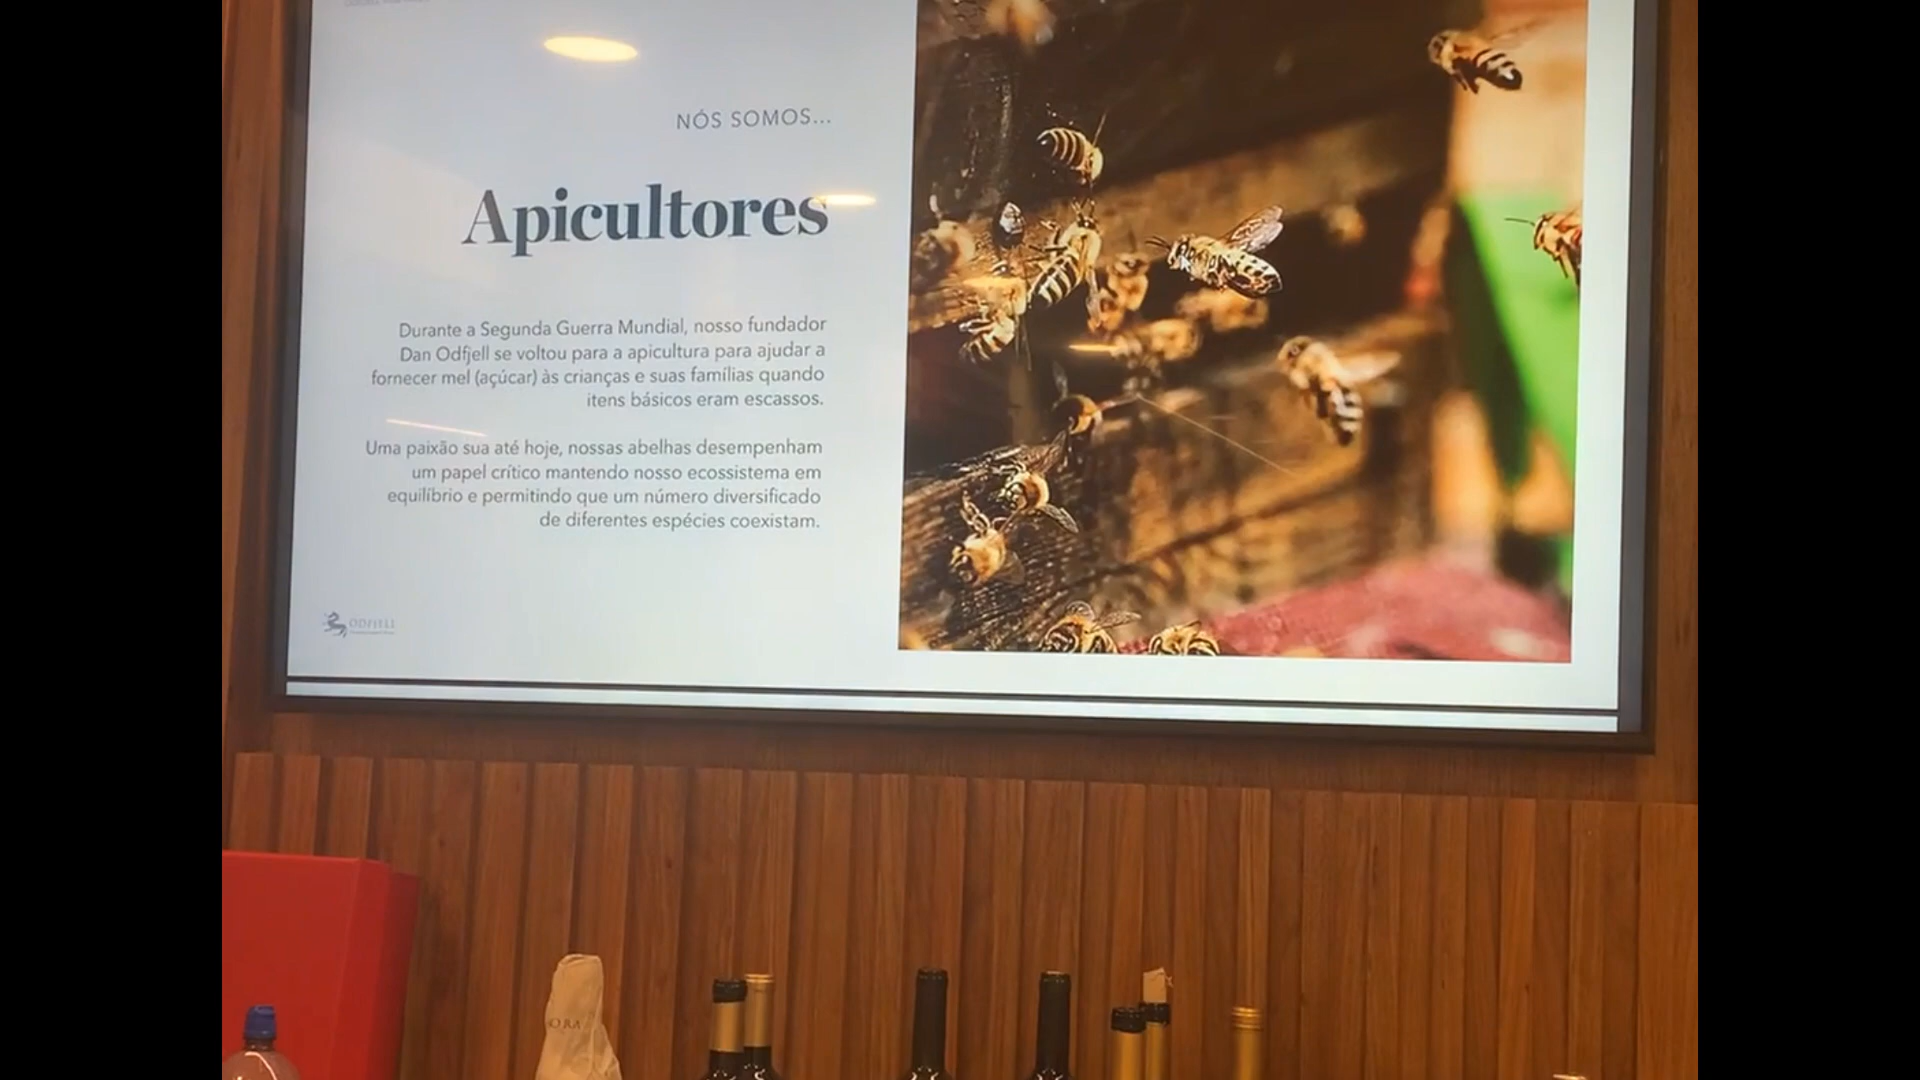 NÓS SOMOS...
Apicultores
Durante a Segunda Guerra Mundial, nosso fundador
Dan Odfjell se voltou para a apicultura para ajudar a
fornecer mel (açúcar) às crianças e suas famílias quando
itens básicos eram escassos.
Uma paixão sua até hoje, nossas abelhas desempenham
um papel crítico mantendo nosso ecossistema em
equilíbrio e permitindo que um número diversificado
de diferentes espécies coexistam.
ODFJELL